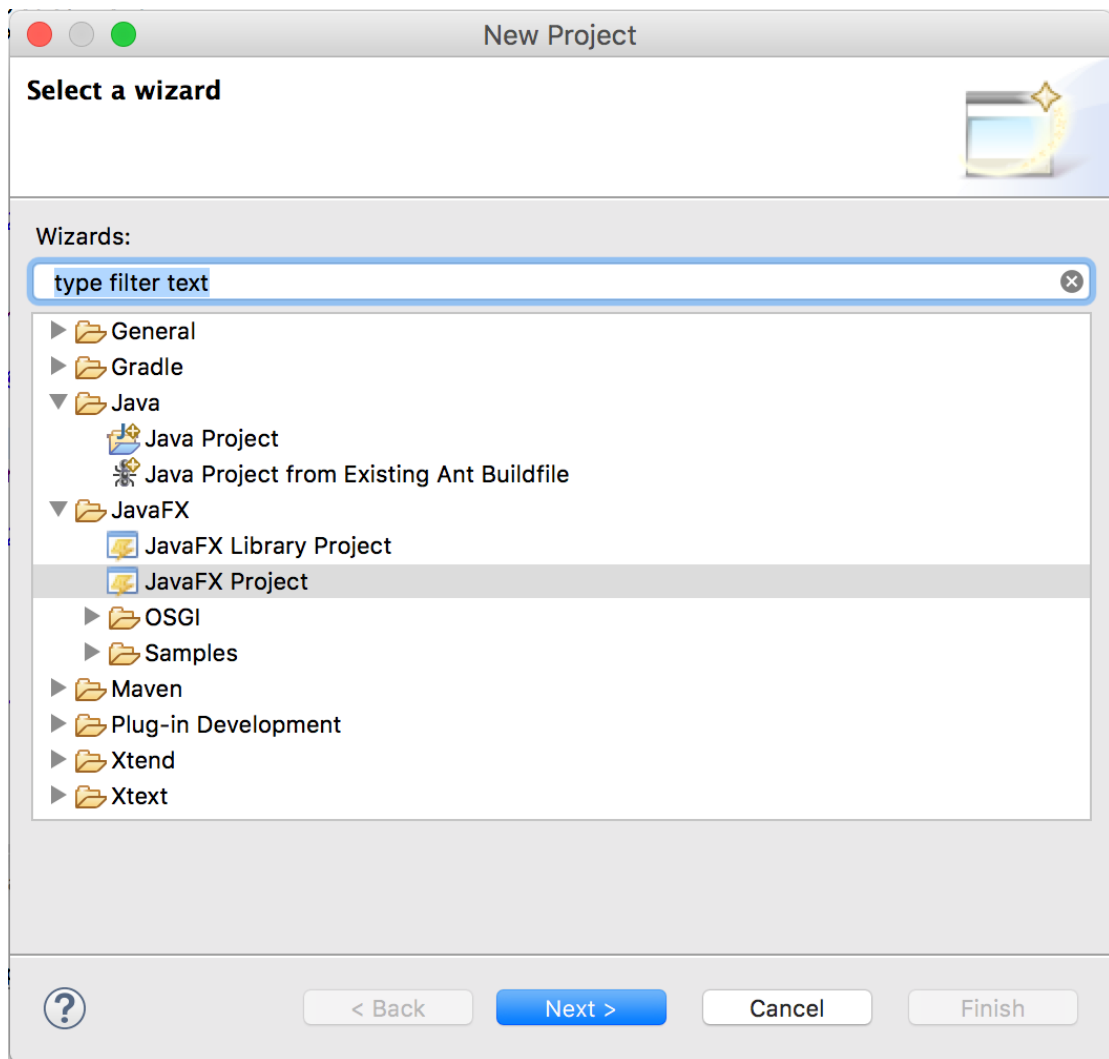 New Project
Select a wizard
Wizards:
type filter text
General
Gradle
Java
Java Project
Java Project from Existing Ant Buildfile
JavaFX
JavaFX Library Project
JavaFX Project
OSGI
Samples
Maven
Plug-in Development
Xtend
Xtext
? < Back Next > Cancel Finish